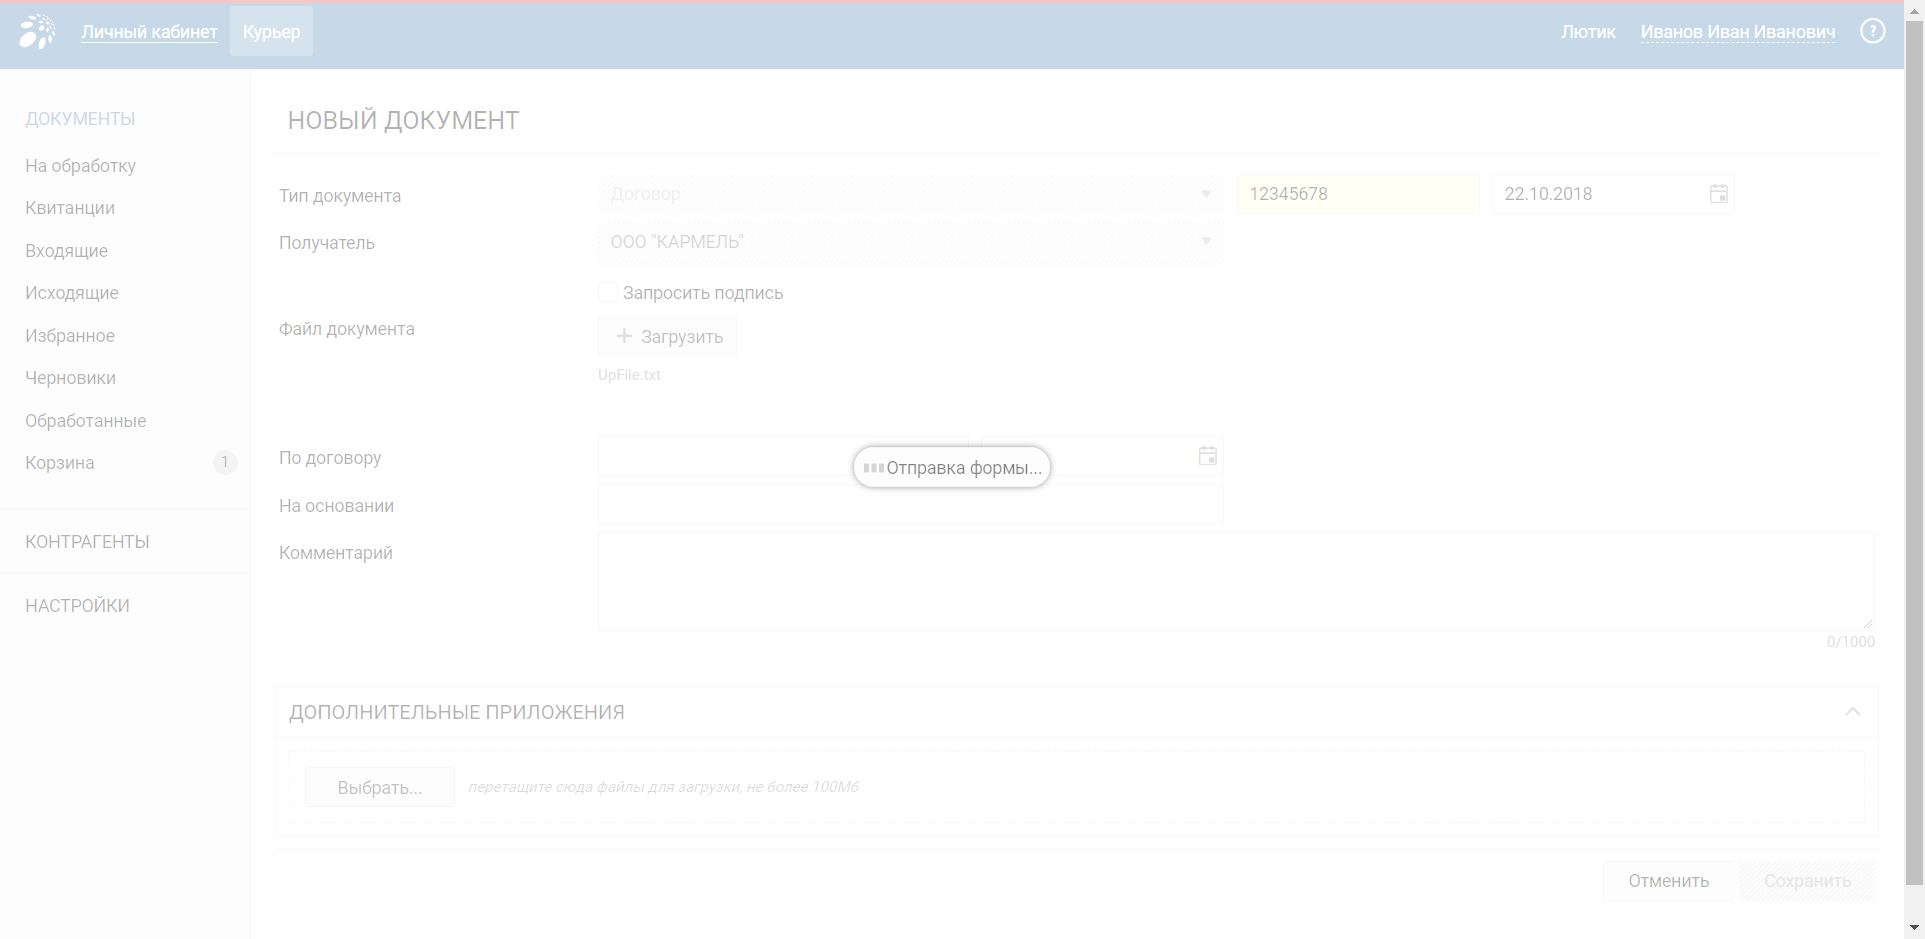 Личный кабинет Курьер Лютик Иванов Иван Иванович ?
ДОКУМЕНТЫ
На обработку
Квитанции
Входящие
Исходящие
Избранное
Черновики
Обработанные
Корзина 1
КОНТРАГЕНТЫ
НАСТРОЙКИ
НОВЫЙ ДОКУМЕНТ
Тип документа Договор 12345678 22.10.2018
Получатель ООО "КАРМЕЛЬ"
Запросить подпись
Файл документа + Загрузить
UpFile.txt
По договору
Отправка формы...
На основании
Комментарий
0/1000
ДОПОЛНИТЕЛЬНЫЕ ПРИЛОЖЕНИЯ
Выбрать... перетащите сюда файлы для загрузки, не более 100Мб
Отменить Сохранить